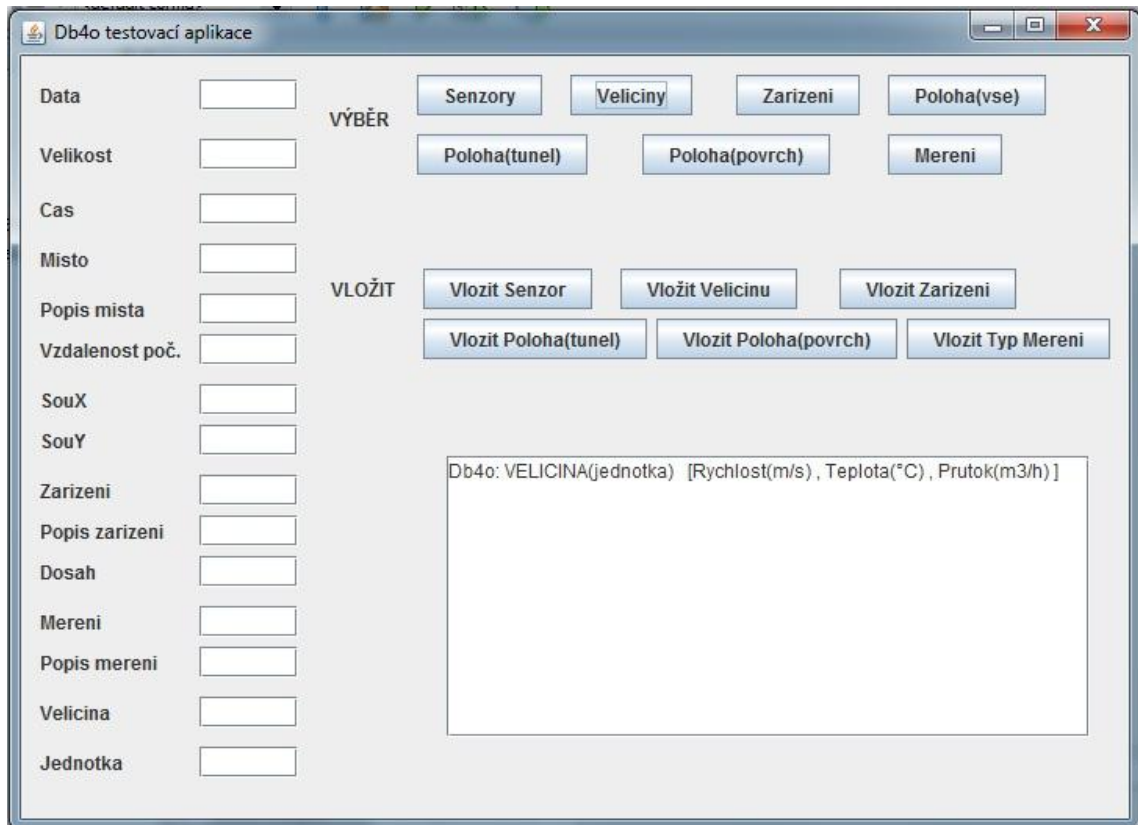 Db4o testovací aplikace
Data
Velikost
Cas
Misto
Popis mista
Vzdalenost poč.
SouX
SouY
Zarizeni
Popis zarizeni
Dosah
Mereni
Popis mereni
Velicina
Jednotka
VÝBĚR
Senzory Veliciny Zarizeni Poloha(vse)
Poloha(tunel) Poloha(povrch) Mereni
VLOŽIT
Vlozit Senzor Vložit Velicinu Vlozit Zarizeni
Vlozit Poloha(tunel) Vlozit Poloha(povrch) Vlozit Typ Mereni
Db4o: VELICINA(jednotka) [Rychlost(m/s) , Teplota(°C) , Prutok(m3/h) ]